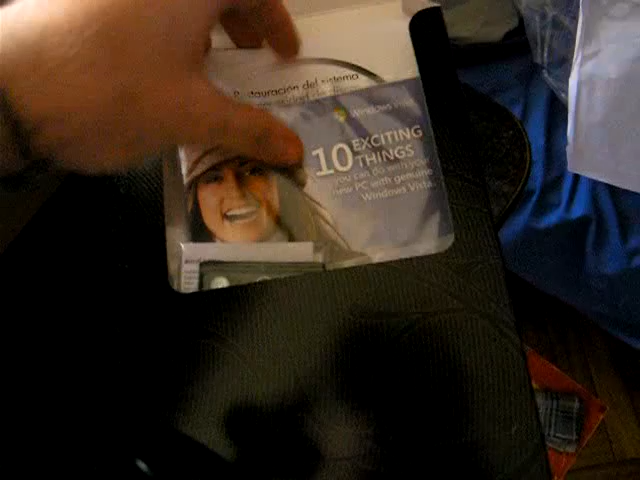 Restauración del sistema
Windows Vista
10 EXCITING
THINGS
you can do with your
new PC with genuine
Windows Vista.